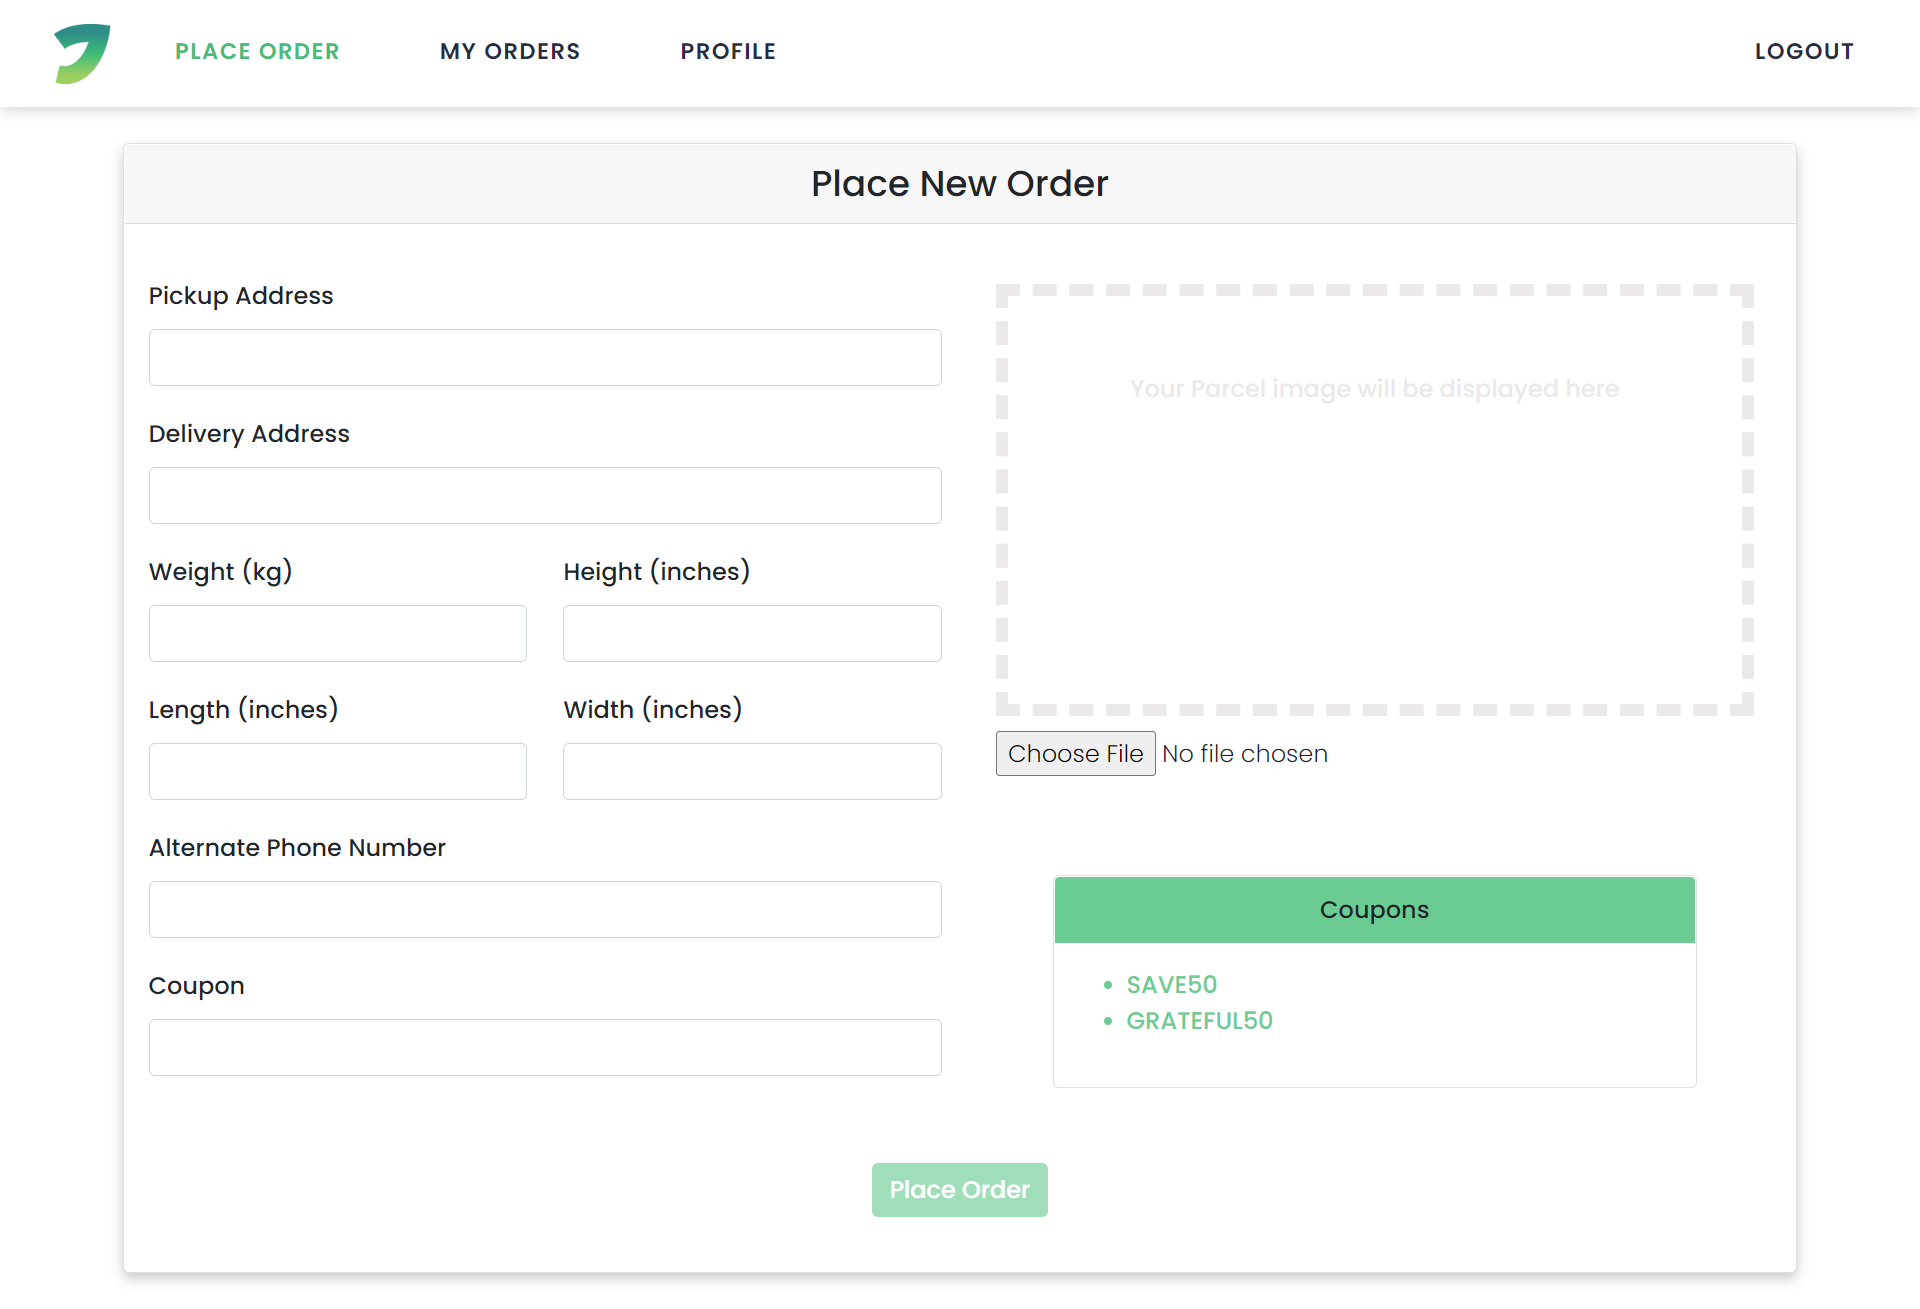 PLACE ORDER
MY ORDERS
PROFILE
LOGOUT
Place New Order
Pickup Address
Delivery Address
Weight (kg)
Height (inches)
Length (inches)
Width (inches)
Alternate Phone Number
Coupon
Your Parcel image will be displayed here
Choose File No file chosen
Coupons
SAVE50
GRATEFUL50
Place Order